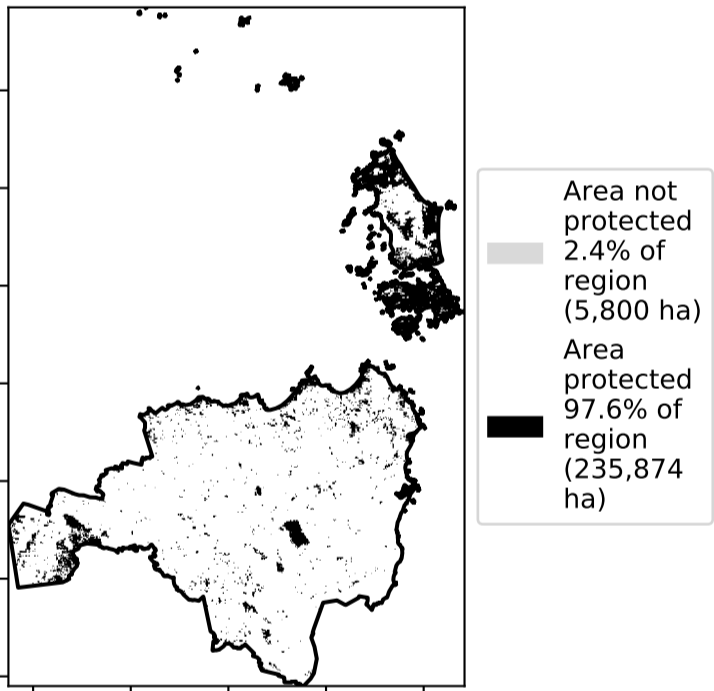 Area not
protected
2.4% of
region
(5,800 ha)
Area
protected
97.6% of
region
(235,874
ha)